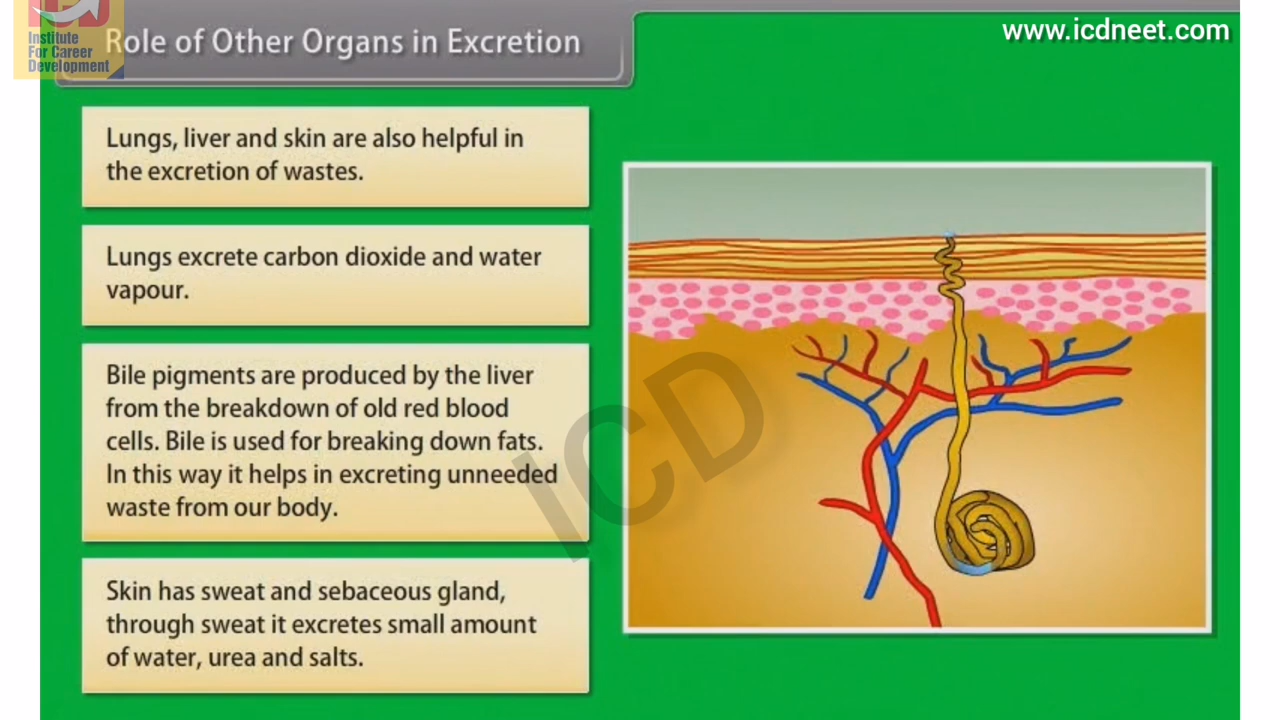 Institute
For Career
Development
Role of Other Organs in Excretion
www.icdneet.com
Lungs, liver and skin are also helpful in
the excretion of wastes.
Lungs excrete carbon dioxide and water
vapour.
Bile pigments are produced by the liver
from the breakdown of old red blood
cells. Bile is used for breaking down fats.
In this way it helps in excreting unneeded
waste from our body.
Skin has sweat and sebaceous gland,
through sweat it excretes small amount
of water, urea and salts.
ICD